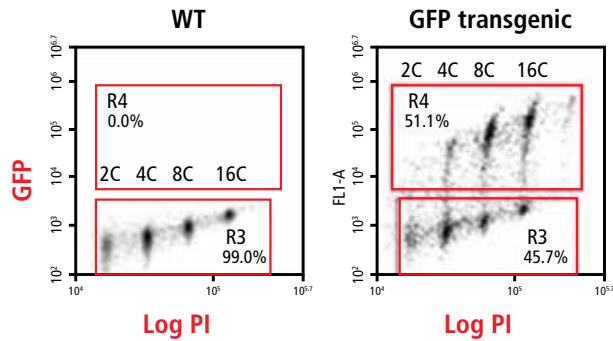 WT
GFP
10^6.7
10^6
10^5
10^4
10^3
10^2
R4
0.0%
2C 4C 8C 16C
R3
99.0%
10^4
10^5
10^5.7
Log PI
GFP transgenic
FL1-A
10^6.7
10^6
10^5
10^4
10^3
10^2
2C 4C 8C 16C
R4
51.1%
R3
45.7%
10^4
10^5
10^5.7
Log PI